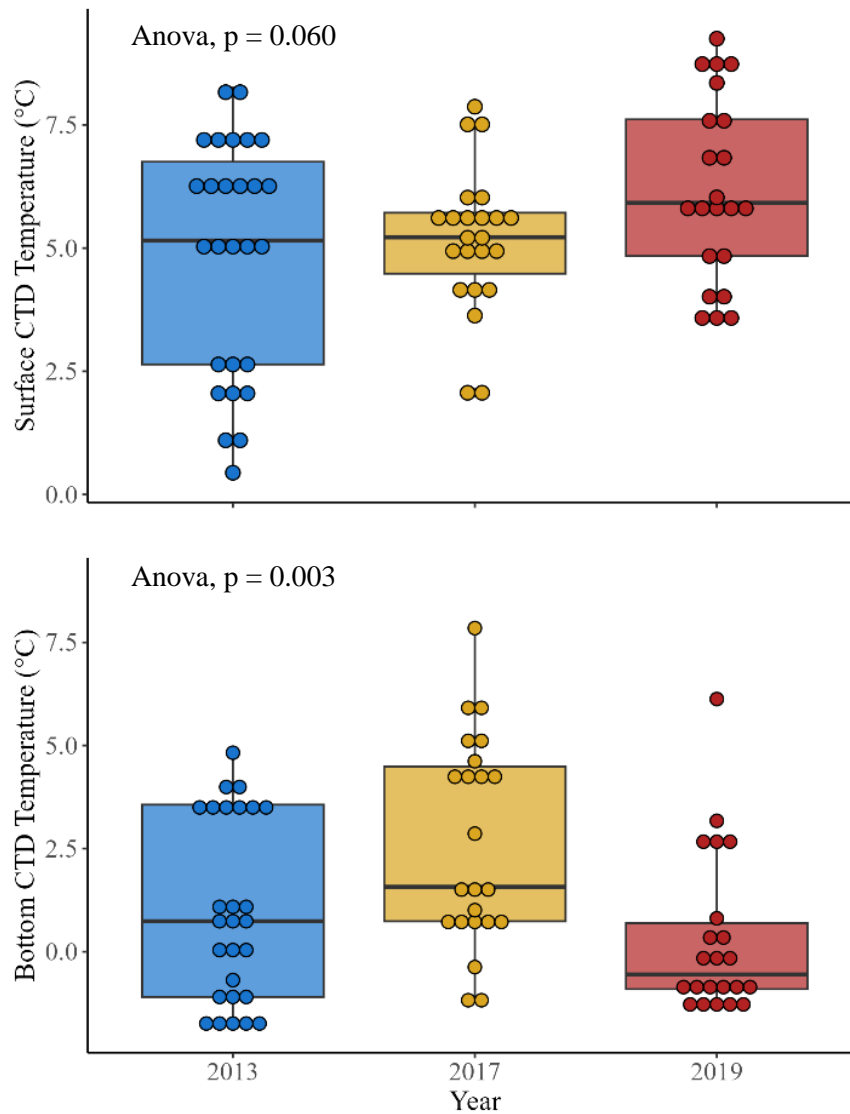 Anova, p = 0.060
Surface CTD Temperature (°C)
7.5
5.0
2.5
0.0
Anova, p = 0.003
Bottom CTD Temperature (°C)
7.5
5.0
2.5
0.0
2013 2017 2019
Year